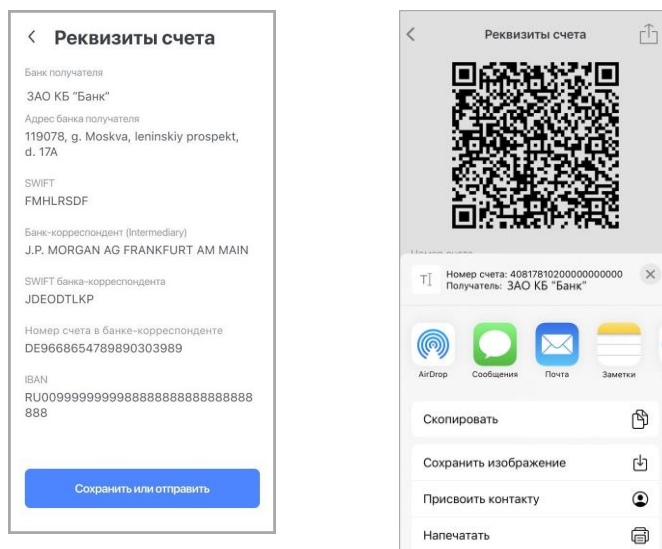 Реквизиты счета
Банк получателя
ЗАО КБ "Банк"
Адрес банка получателя
119078, g. Moskva, leninskiy prospekt,
d. 17A
SWIFT
FMHLRSDF
Банк-корреспондент (Intermediary)
J.P. MORGAN AG FRANKFURT AM MAIN
SWIFT банка-корреспондента
JDEODTLKP
Номер счета в банке-корреспонденте
DE9668654789890303989
IBAN
RU0099999999988888888888888888
888
Сохранить или отправить
Реквизиты счета
Номер счета
Номер счета: 40817810200000000000
Получатель: ЗАО КБ "Банк"
AirDrop
Сообщения
Почта
Заметки
Скопировать
Сохранить изображение
Присвоить контакту
Напечатать